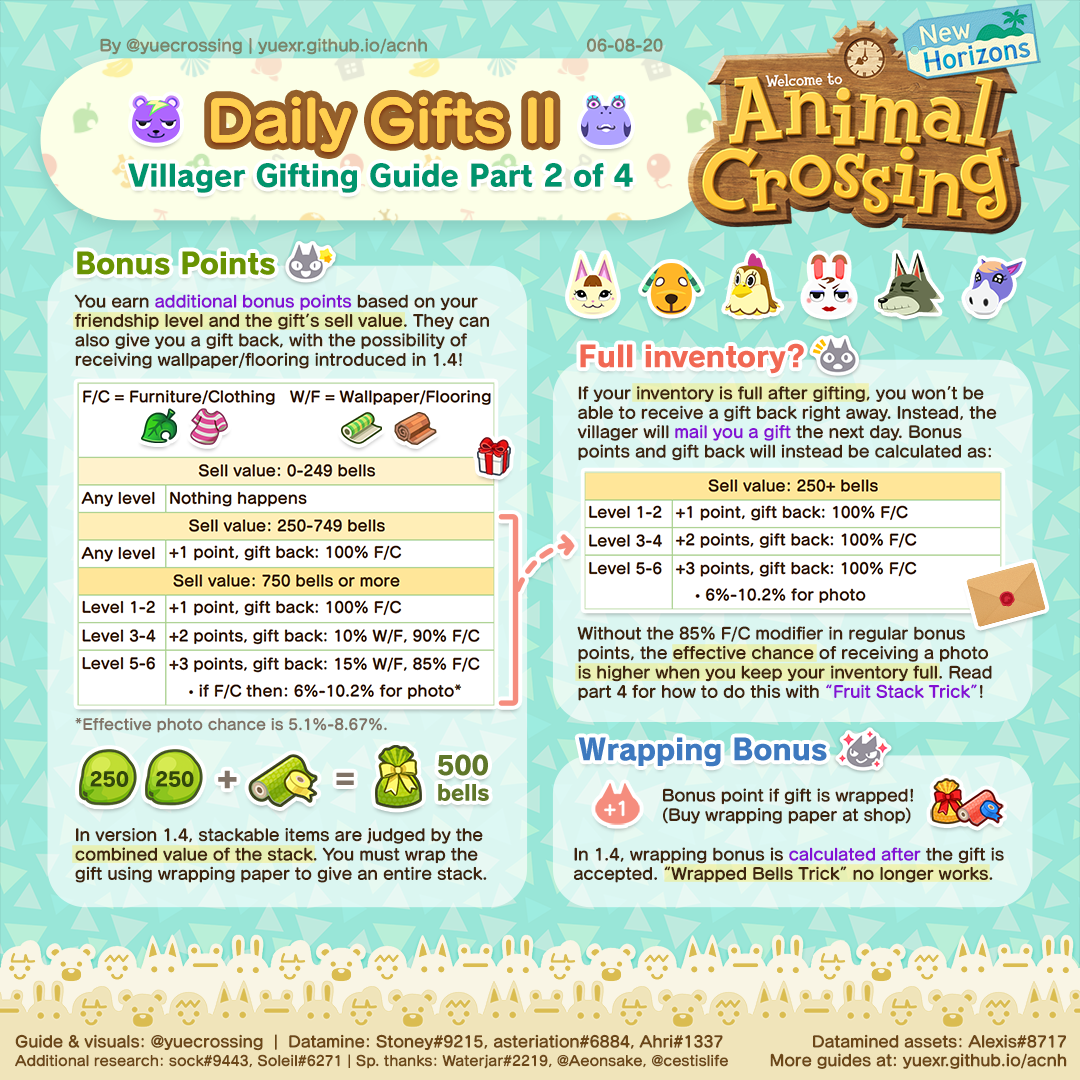 By @yuecrossing | yuexr.github.io/acnh
06-08-20
New
Horizons
Welcome to
Animal
Crossing
Daily Gifts II
Villager Gifting Guide Part 2 of 4
Bonus Points
You earn additional bonus points based on your
friendship level and the gift's sell value. They can
also give you a gift back, with the possibility of
receiving wallpaper/flooring introduced in 1.4!
F/C = Furniture/Clothing W/F = Wallpaper/Flooring
Sell value: 0-249 bells
Any level Nothing happens
Sell value: 250-749 bells
Any level +1 point, gift back: 100% F/C
Sell value: 750 bells or more
Level 1-2 +1 point, gift back: 100% F/C
Level 3-4 +2 points, gift back: 10% W/F, 90% F/C
Level 5-6 +3 points, gift back: 15% W/F, 85% F/C
• if F/C then: 6%-10.2% for photo*
*Effective photo chance is 5.1%-8.67%.
250 250 + = 500
bells
In version 1.4, stackable items are judged by the
combined value of the stack. You must wrap the
gift using wrapping paper to give an entire stack.
Full inventory?
If your inventory is full after gifting, you won't be
able to receive a gift back right away. Instead, the
villager will mail you a gift the next day. Bonus
points and gift back will instead be calculated as:
Sell value: 250+ bells
Level 1-2 +1 point, gift back: 100% F/C
Level 3-4 +2 points, gift back: 100% F/C
Level 5-6 +3 points, gift back: 100% F/C
• 6%-10.2% for photo
Without the 85% F/C modifier in regular bonus
points, the effective chance of receiving a photo
is higher when you keep your inventory full. Read
part 4 for how to do this with "Fruit Stack Trick"!
Wrapping Bonus
+1
Bonus point if gift is wrapped!
(Buy wrapping paper at shop)
In 1.4, wrapping bonus is calculated after the gift is
accepted. "Wrapped Bells Trick" no longer works.
Guide & visuals: @yuecrossing | Datamine: Stoney#9215, asteriation#6884, Ahri#1337
Additional research: sock#9443, Soleil#6271 | Sp. thanks: Waterjar#2219, @Aeonsake, @cestislife
Datamined assets: Alexis#8717
More guides at: yuexr.github.io/acnh